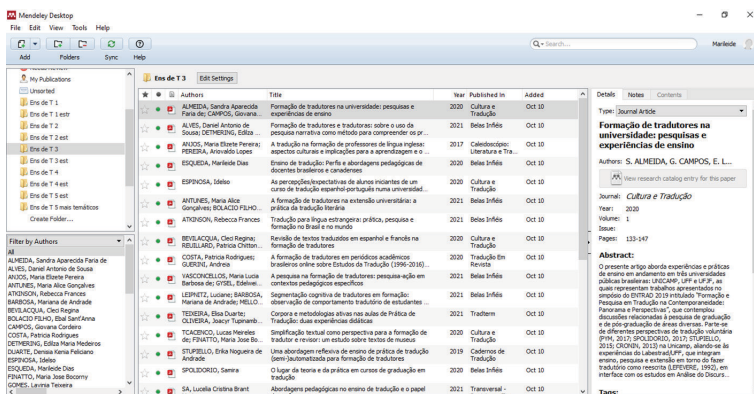 Mendeley Desktop
File Edit View Tools Help
Add Folders Sync Help
Search...
Marileide
My Publications
Unsorted
Ens de T 1
Ens de T 1 estr
Ens de T 2
Ens de T 2 est
Ens de T 3
Ens de T 3 est
Ens de T 4
Ens de T 4 est
Ens de T 5 est
Ens de T 5 mais temáticos
Create Folder...
Filter by Authors
All
ALMEIDA, Sandra Aparecida Faria de
ALVES, Daniel Antonio de Sousa
ANJOS, Maria Elizete Pereira
ANTUNES, Maria Alice Gonçalves
ATKINSON, Rebecca Frances
BARBOSA, Mariana de Andrade
BEVILACQUA, Cleci Regina
BOLACIO FILHO, Ebal Sant'Anna
CAMPOS, Giovana Cordeiro
COSTA, Patricia Rodrigues
DETMERING, Ediza Maria Medeiros
DUARTE, Denisia Kenia Feliciano
ESPINOSA, Idelso
ESQUEDA, Marileide Dias
FINATTO, Maria Jose Bocorny
GOMES, Lavinia Teixeira
Ens de T 3 Edit Settings
Authors Title Year Published In Added
ALMEIDA, Sandra Aparecida Formação de tradutores na universidade: pesquisas e 2020 Cultura e Oct 10
Faria de; CAMPOS, Giovana... experiências de ensino Tradução
ALVES, Daniel Antonio de Formação de tradutores e tradutoras: sobre o uso da 2021 Belas Infiéis Oct 10
Sousa; DETMERING, Ediza ... pesquisa narrativa como método para compreender os pr...
ANJOS, Maria Elizete Pereira; A tradução na formação de professores de língua inglesa: 2017 Caleidoscópio: Oct 10
PEREIRA, Ariovaldo Lopes aspectos culturais e implicações para a aprendizagem e o ... Literatura e Tra...
ESQUEDA, Marileide Dias Ensino de tradução: Perfis e abordagens pedagógicas de 2020 Belas Infiéis Oct 10
docentes brasileiros e canadenses
ESPINOSA, Idelso As percepções/expectativas de alunos iniciantes de um 2020 Cultura e Oct 10
curso de tradução espanhol-português numa universidad... Tradução
ANTUNES, Maria Alice A formação de tradutores na extensão universitária: a 2021 Belas Infiéis Oct 10
Gonçalves; BOLACIO FILHO... prática da tradução literária
ATKINSON, Rebecca Frances Tradução para língua estrangeira: prática, pesquisa e 2021 Belas Infiéis Oct 10
formação no Brasil e no mundo
BEVILACQUA, Cleci Regina; Revisão de textos traduzidos em espanhol e francês na 2020 Cultura e Oct 10
REUILLARD, Patricia Chitton... formação de tradutores Tradução
COSTA, Patricia Rodrigues; A formação de tradutores em periódicos acadêmicos 2020 Tradução Em Oct 10
GUERINI, Andreia brasileiros online sobre Estudos da Tradução (1996-2016)... Revista
VASCONCELLOS, Maria Lucia A pesquisa na formação de tradutores: pesquisa-ação em 2021 Belas Infiéis Oct 10
Barbosa de; GYSEL, Edelwei... contextos pedagógicos específicos
LEIPNITZ, Luciane; BARBOSA, Segmentação cognitiva de tradutores em formação: 2021 Belas Infiéis Oct 10
Mariana de Andrade; MELLO... observação de comportamento tradutório de estudantes ...
TEIXEIRA, Elisa Duarte; Corpora e metodologias ativas nas aulas de Prática de 2021 Tradterm Oct 10
OLIVEIRA, Joacyr Tupinamb... Tradução: duas experiências didáticas
TCACENCO, Lucas Meireles Simplificação textual como perspectiva para a formação de 2020 Cultura e Oct 10
de; FINATTO, Maria Jose Bo... tradutor e revisor: um estudo sobre textos de museus Tradução
STUPIELLO, Erika Nogueira de Uma abordagem reflexiva de ensino de prática de tradução 2019 Cadernos de Oct 10
Andrade (semi-)automatizada para formação de tradutores Tradução
SPOLIDORIO, Samira O lugar da teoria e da prática em cursos de graduação em 2020 Belas Infiéis Oct 10
tradução
SA, Lucelia Cristina Brant Abordagens pedagógicas no ensino de tradução e o papel 2021 Transversal - Oct 10
Details Notes Contents
Type: Journal Article
Formação de tradutores na
universidade: pesquisas e
experiências de ensino
Authors: S. ALMEIDA, G. CAMPOS, E. L...
View research catalog entry for this paper
Journal: Cultura e Tradução
Year: 2020
Volume: 1
Issue:
Pages: 133-147
Abstract:
O presente artigo aborda experiências e práticas
de ensino em andamento em três universidades
públicas brasileiras: UNICAMP, UFF e UFJF, as
quais representam trabalhos apresentados no
simpósio do ENTRAD 2019 intitulado "Formação e
Pesquisa em Tradução na Contemporaneidade:
Panorama e Perspectivas", que contemplou
discussões relacionadas à pesquisa de graduação
e de pós-graduação de áreas diversas. Parte-se
de diferentes perspectivas de tradução voluntária
(PYM, 2017; SPOLIDORIO, 2017; STUPIELLO,
2015; CRONIN, 2013) na Unicamp, aliando-se às
experiências do Labestrad/UFF, que integram
ensino, pesquisa e extensão em torno do fazer
tradutório como reescrita (LEFEVERE, 1992), em
interface com os estudos em Análise do Discurs...
Tags: